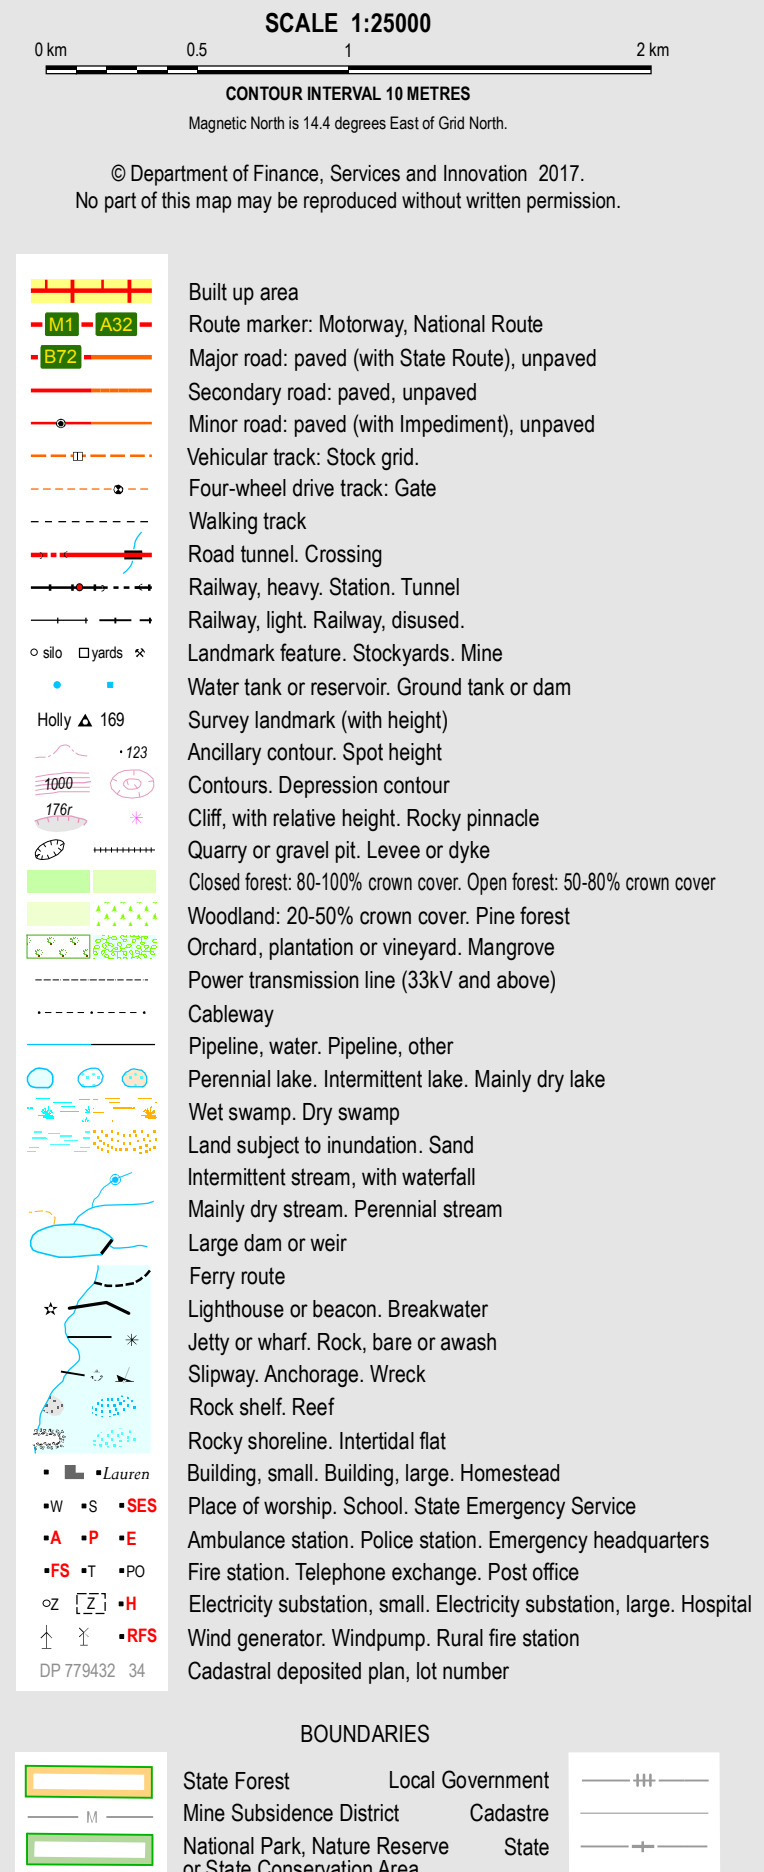 SCALE 1:25000
0 km 0.5 1 2 km
CONTOUR INTERVAL 10 METRES
Magnetic North is 14.4 degrees East of Grid North.
© Department of Finance, Services and Innovation 2017.
No part of this map may be reproduced without written permission.
Built up area
M1 A32 Route marker: Motorway, National Route
B72 Major road: paved (with State Route), unpaved
Secondary road: paved, unpaved
Minor road: paved (with Impediment), unpaved
Vehicular track: Stock grid.
Four-wheel drive track: Gate
Walking track
Road tunnel. Crossing
Railway, heavy. Station. Tunnel
Railway, light. Railway, disused.
silo yards Landmark feature. Stockyards. Mine
Water tank or reservoir. Ground tank or dam
Holly 169 Survey landmark (with height)
123 Ancillary contour. Spot height
1000 Contours. Depression contour
176r Cliff, with relative height. Rocky pinnacle
Quarry or gravel pit. Levee or dyke
Closed forest: 80-100% crown cover. Open forest: 50-80% crown cover
Woodland: 20-50% crown cover. Pine forest
Orchard, plantation or vineyard. Mangrove
Power transmission line (33kV and above)
Cableway
Pipeline, water. Pipeline, other
Perennial lake. Intermittent lake. Mainly dry lake
Wet swamp. Dry swamp
Land subject to inundation. Sand
Intermittent stream, with waterfall
Mainly dry stream. Perennial stream
Large dam or weir
Ferry route
Lighthouse or beacon. Breakwater
Jetty or wharf. Rock, bare or awash
Slipway. Anchorage. Wreck
Rock shelf. Reef
Rocky shoreline. Intertidal flat
Lauren Building, small. Building, large. Homestead
W S SES Place of worship. School. State Emergency Service
A P E Ambulance station. Police station. Emergency headquarters
FS T PO Fire station. Telephone exchange. Post office
Z Z H Electricity substation, small. Electricity substation, large. Hospital
RFS Wind generator. Windpump. Rural fire station
DP 779432 34 Cadastral deposited plan, lot number
BOUNDARIES
State Forest Local Government
M Mine Subsidence District Cadastre
National Park, Nature Reserve State
or State Conservation Area